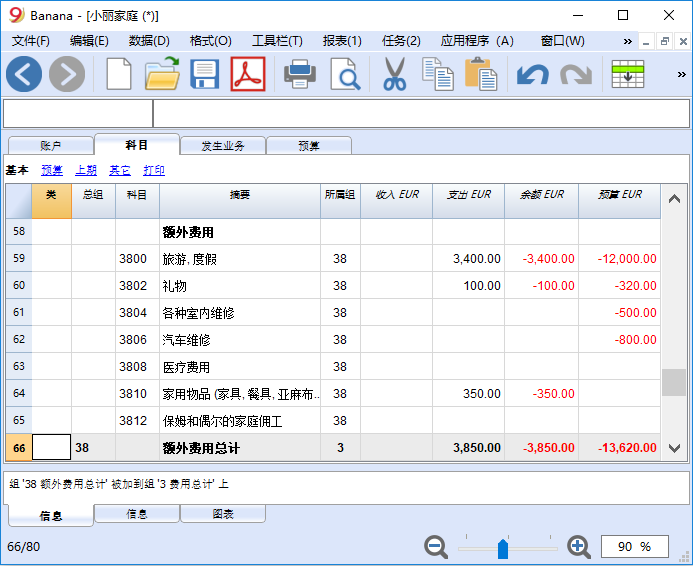 Banana - [小丽家庭 (*)]
文件(F) 编辑(E) 数据(D) 格式(O) 工具栏(T) 报表(1) 任务(2) 应用程序（A） 窗口(W) »
»
账户 科目 发生业务 预算
基本 预算 上期 其它 打印
类 总组 科目 摘要 所属组 收入 EUR 支出 EUR 余额 EUR 预算 EUR
58 额外费用
59 3800 旅游, 度假 38 3,400.00 -3,400.00 -12,000.00
60 3802 礼物 38 100.00 -100.00 -320.00
61 3804 各种室内维修 38 -500.00
62 3806 汽车维修 38 -800.00
63 3808 医疗费用 38
64 3810 家用物品 (家具, 餐具, 亚麻布.. 38 350.00 -350.00
65 3812 保姆和偶尔的家庭佣工 38
66 38 额外费用总计 3 3,850.00 -3,850.00 -13,620.00
组 '38 额外费用总计' 被加到组 '3 费用总计' 上
信息 信息 图表
66/80 90 %